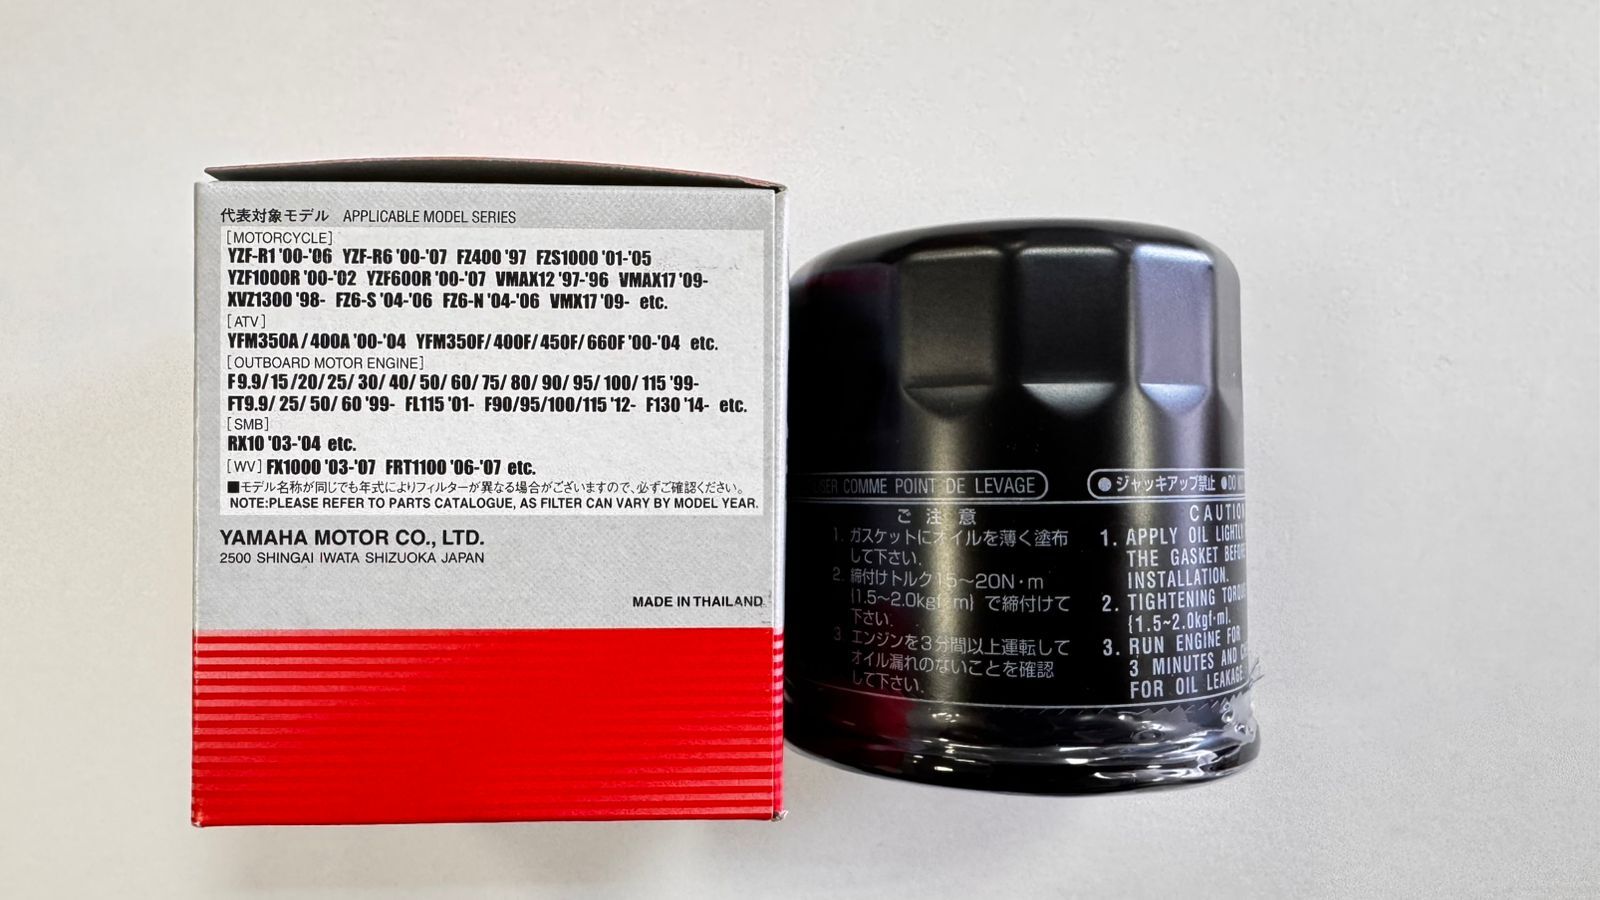 代表対象モデル APPLICABLE MODEL SERIES
[MOTORCYCLE]
YZF-R1 '00-'06 YZF-R6 '00-'07 FZ400 '97 FZS1000 '01-'05
YZF1000R '00-'02 YZF600R '00-'07 VMAX12 '97-'96 VMAX17 '09-
XVZ1300 '98- FZ6-S '04-'06 FZ6-N '04-'06 VMX17 '09- etc.
[ATV]
YFM350A/400A '00-'04 YFM350F/400F/450F/660F '00-'04 etc.
[OUTBOARD MOTOR ENGINE]
F9.9/15/20/25/30/40/50/60/75/80/90/95/100/115 '99-
FT9.9/25/50/60 '99- FL115 '01- F90/95/100/115 '12- F130 '14- etc.
[SMB]
RX10 '03-'04 etc.
[WV] FX1000 '03-'07 FRT1100 '06-'07 etc.
■モデル名称が同じでも年式によりフィルターが異なる場合がございますので、必ずご確認ください。
NOTE:PLEASE REFER TO PARTS CATALOGUE, AS FILTER CAN VARY BY MODEL YEAR.
YAMAHA MOTOR CO., LTD.
2500 SHINGAI IWATA SHIZUOKA JAPAN
MADE IN THAILAND
COMME POINT DE LEVAGE
●ジャッキアップ禁止 ●DO
ご注意
1. ガスケットにオイルを薄く塗布
して下さい.
2. 締付けトルク15～20N·m
{1.5～2.0kgf·m} で締付けて
下さい.
3. エンジンを3分間以上運転して
オイル漏れのないことを確認
して下さい.
CAUTION
1. APPLY OIL LIGHTLY
THE GASKET BEFORE
INSTALLATION.
2. TIGHTENING TORQUE
{1.5~2.0kgf·m}.
3. RUN ENGINE FOR
3 MINUTES AND
FOR OIL LEAKAGE